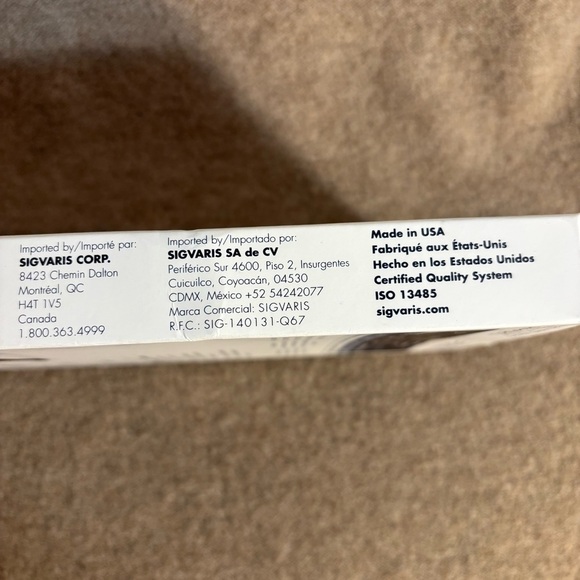 Imported by/Importé par:
SIGVARIS CORP.
8423 Chemin Dalton
Montréal, QC
H4T 1V5
Canada
1.800.363.4999
Imported by/Importado por:
SIGVARIS SA de CV
Periférico Sur 4600, Piso 2, Insurgentes
Cuicuilco, Coyoacán, 04530
CDMX, México +52 54242077
Marca Comercial: SIGVARIS
R.F.C.: SIG-140131-Q67
Made in USA
Fabriqué aux États-Unis
Hecho en los Estados Unidos
Certified Quality System
ISO 13485
sigvaris.com